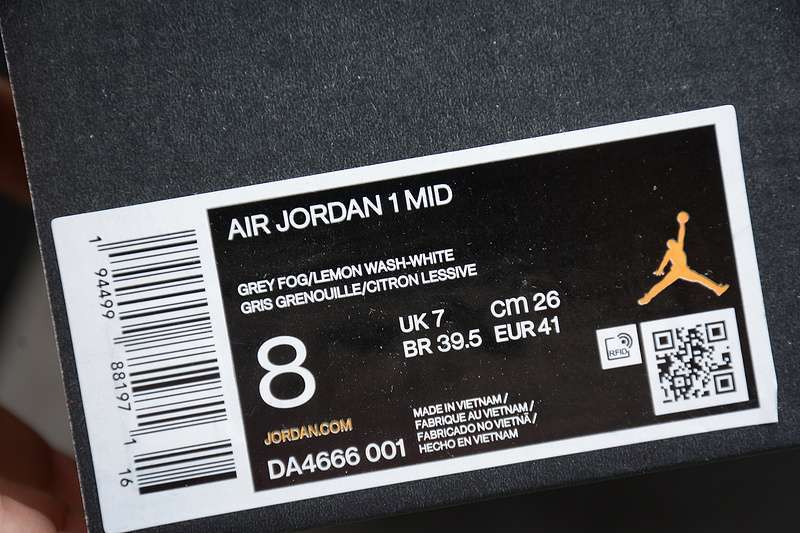 AIR JORDAN 1 MID
GREY FOG/LEMON WASH-WHITE
GRIS GRENOUILLE/CITRON LESSIVE
8
UK 7
cm 26
BR 39.5
EUR 41
RFID
JORDAN.COM
DA4666 001
MADE IN VIETNAM /
FABRIQUE AU VIETNAM /
FABRICADO NO VIETNÃ /
HECHO EN VIETNAM
1 94499 88197 1 16